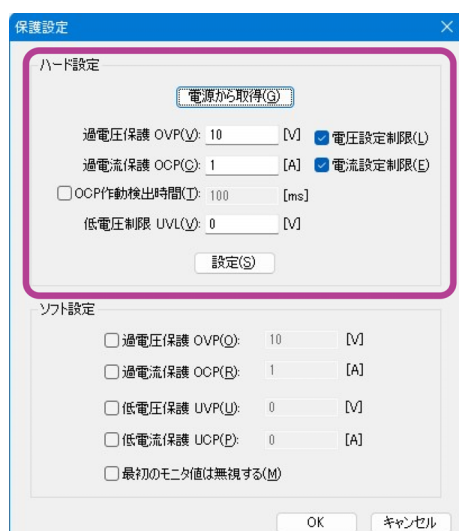 保護設定
ハード設定
電源から取得(G)
過電圧保護 OVP(V): 10 [V] 電圧設定制限(L)
過電流保護 OCP(C): 1 [A] 電流設定制限(E)
OCP作動検出時間(T): 100 [ms]
低電圧制限 UVL(V): 0 [V]
設定(S)
ソフト設定
過電圧保護 OVP(O): 10 [V]
過電流保護 OCP(R): 1 [A]
低電圧保護 UVP(U): 0 [V]
低電流保護 UCP(P): 0 [A]
最初のモニタ値は無視する(M)
OK キャンセル